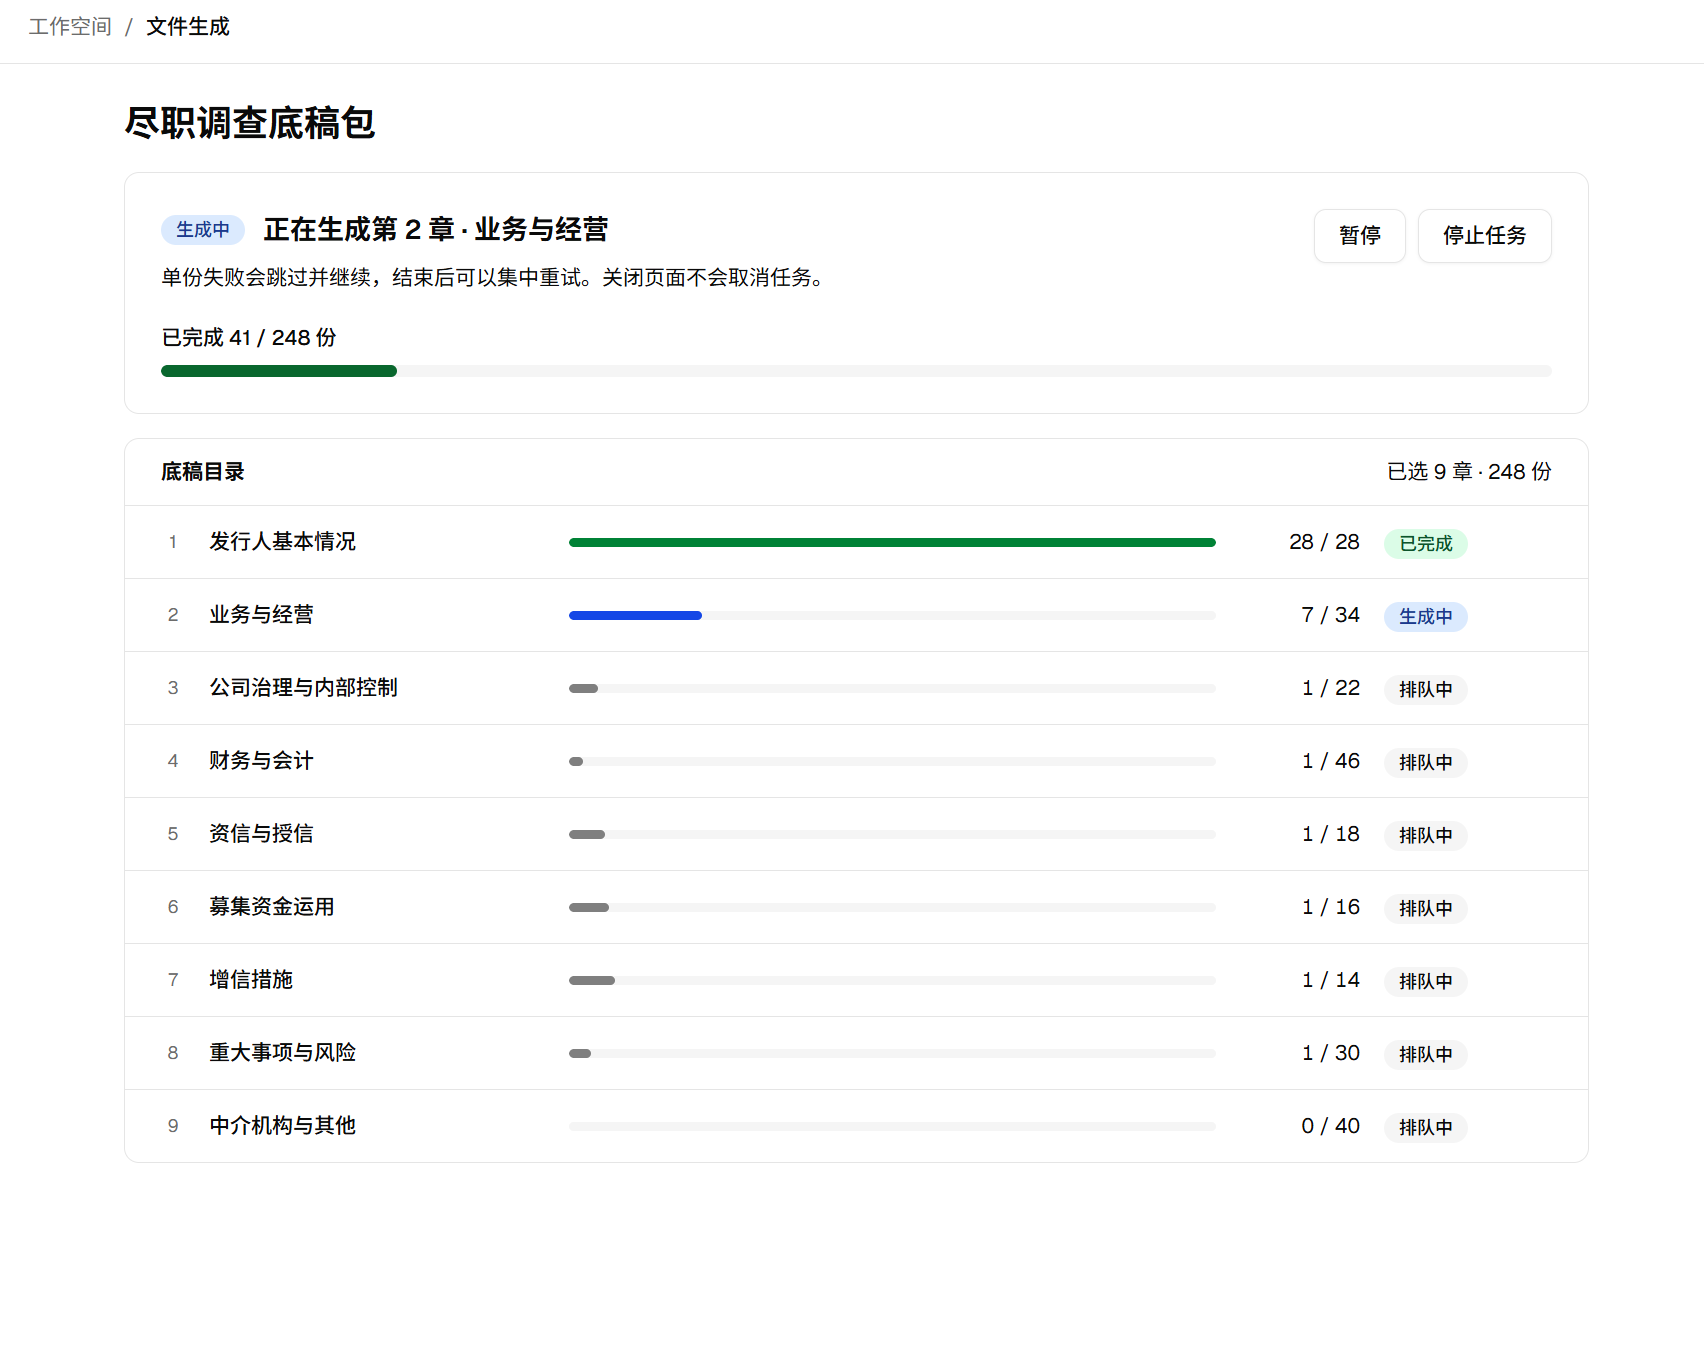 工作空间 / 文件生成
尽职调查底稿包
生成中 正在生成第 2 章 · 业务与经营
暂停 停止任务
单份失败会跳过并继续，结束后可以集中重试。关闭页面不会取消任务。
已完成 41 / 248 份
底稿目录 已选 9 章 · 248 份
1 发行人基本情况 28 / 28 已完成
2 业务与经营 7 / 34 生成中
3 公司治理与内部控制 1 / 22 排队中
4 财务与会计 1 / 46 排队中
5 资信与授信 1 / 18 排队中
6 募集资金运用 1 / 16 排队中
7 增信措施 1 / 14 排队中
8 重大事项与风险 1 / 30 排队中
9 中介机构与其他 0 / 40 排队中